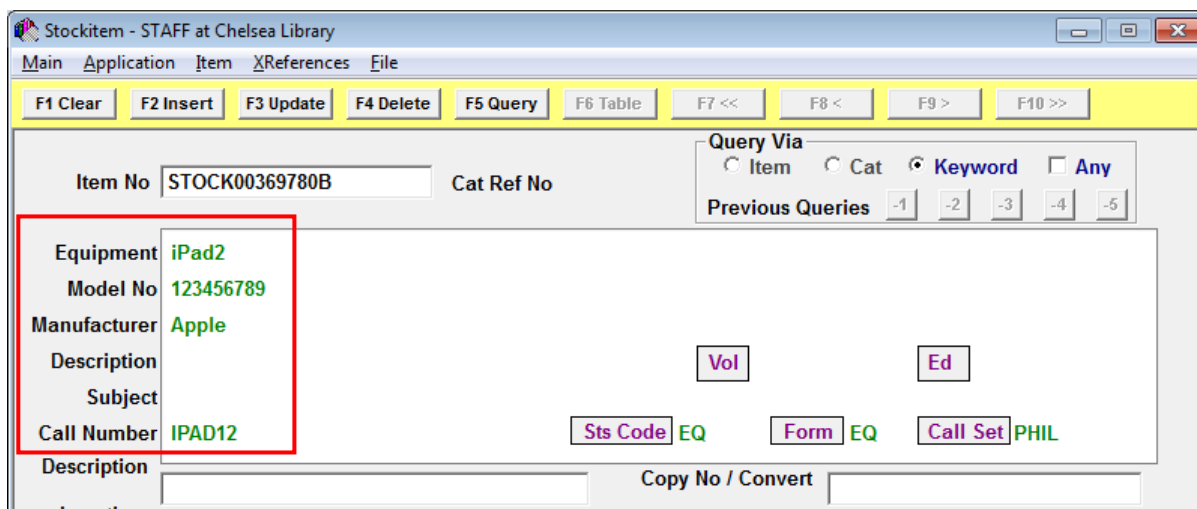 Stockitem - STAFF at Chelsea Library
Main Application Item XReferences File
F1 Clear F2 Insert F3 Update F4 Delete F5 Query F6 Table F7 << F8 < F9 > F10 >>
Query Via
Item Cat Keyword Any
Item No STOCK00369780B Cat Ref No
Previous Queries -1 -2 -3 -4 -5
Equipment iPad2
Model No 123456789
Manufacturer Apple
Description Vol Ed
Subject
Call Number IPAD12 Sts Code EQ Form EQ Call Set PHIL
Description Copy No / Convert